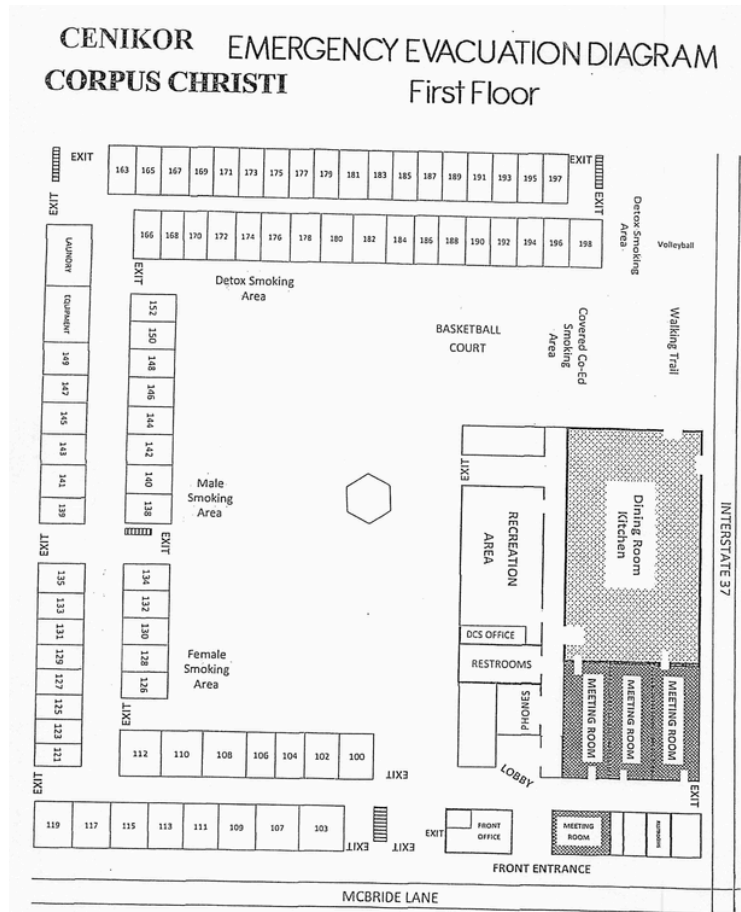 CENIKOR
CORPUS CHRISTI
EMERGENCY EVACUATION DIAGRAM
First Floor
EXIT
EXIT
163 165 167 169 171 173 175 177 179 181 183 185 187 189 191 193 195 197
EXIT
EXIT
166 168 170 172 174 176 178 180 182 184 186 188 190 192 194 196 198
EXIT
Detox Smoking
Area
Volleyball
Detox Smoking
Area
LAUNDRY
EQUIPMENT
149
147
145
143
141
139
EXIT
152
150
148
146
144
142
140
138
EXIT
BASKETBALL
COURT
Covered Co-Ed
Smoking
Area
Walking Trail
Male
Smoking
Area
EXIT
RECREATION
AREA
Dining Room
Kitchen
INTERSTATE 37
135
133
131
129
127
125
123
121
EXIT
134
132
130
128
126
EXIT
Female
Smoking
Area
DCS OFFICE
RESTROOMS
PHONES
LOBBY
MEETING ROOM
MEETING ROOM
MEETING ROOM
EXIT
112 110 108 106 104 102 100
EXIT
119 117 115 113 111 109 107 103
EXIT
EXIT
EXIT
FRONT
OFFICE
MEETING
ROOM
FRONT ENTRANCE
MCBRIDE LANE